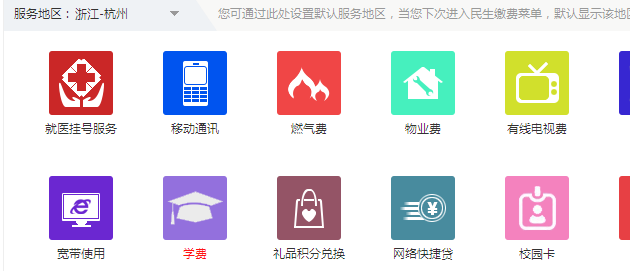 服务地区：浙江-杭州 您可通过此处设置默认服务地区，当您下次进入民生缴费菜单，默认显示该地
就医挂号服务 移动通讯 燃气费 物业费 有线电视费
宽带使用 学费 礼品积分兑换 网络快捷贷 校园卡